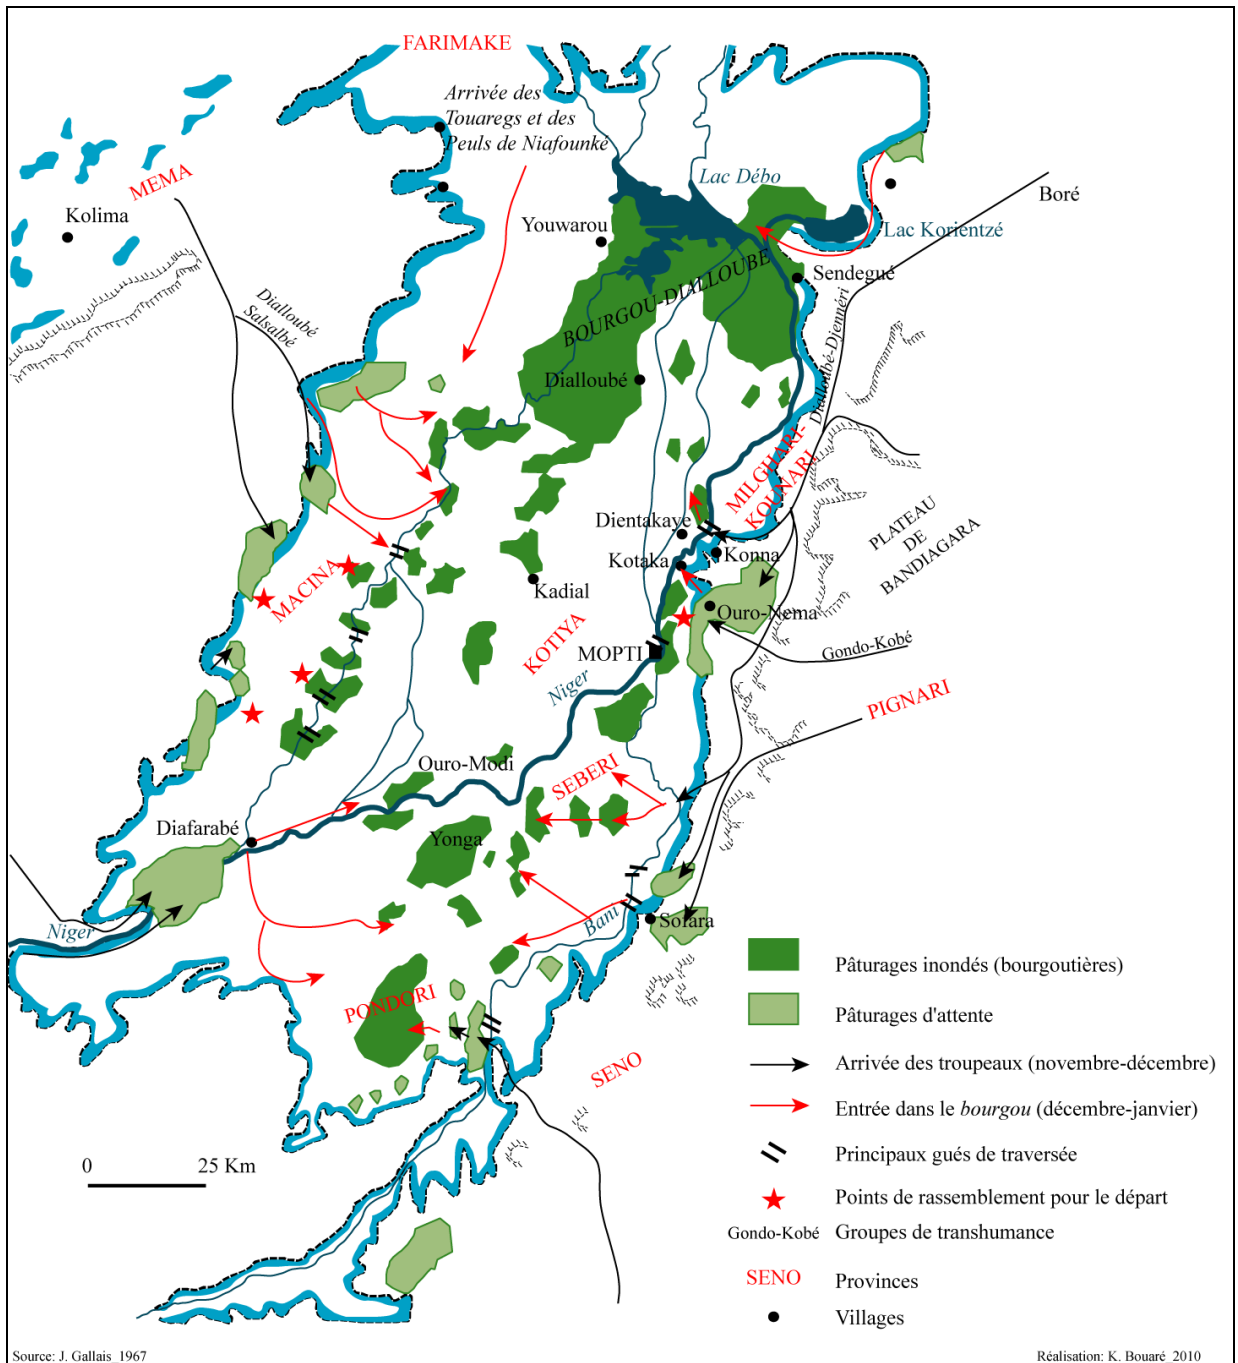 FARIMAKE
Arrivée des
Touaregs et des
Peuls de Niafounké
MEMA
Kolima
Lac Débo
Boré
Youwarou
Lac Korientzé
Sendegué
BOURGOU-DIALLOUBE
Dialloubé
Salsalbé
Dialloubé-Djennéri
Dialloubé
MILGHARI-
KOUNARI
Dientakaye
PLATEAU
DE
BANDIAGARA
Kotaka
Konna
MACINA
Kadial
Ouro-Nema
KOTIYA
MOPTI
Gondo-Kobé
Niger
PIGNARI
Ouro-Modi
SEBERI
Diafarabé
Yonga
Niger
Bani
Sofara
PONDORI
SENO
0 25 Km
Pâturages inondés (bourgoutières)
Pâturages d'attente
Arrivée des troupeaux (novembre-décembre)
Entrée dans le bourgou (décembre-janvier)
Principaux gués de traversée
Points de rassemblement pour le départ
Gondo-Kobé Groupes de transhumance
SENO Provinces
Villages
Source: J. Gallais_1967
Réalisation: K. Bouaré_2010